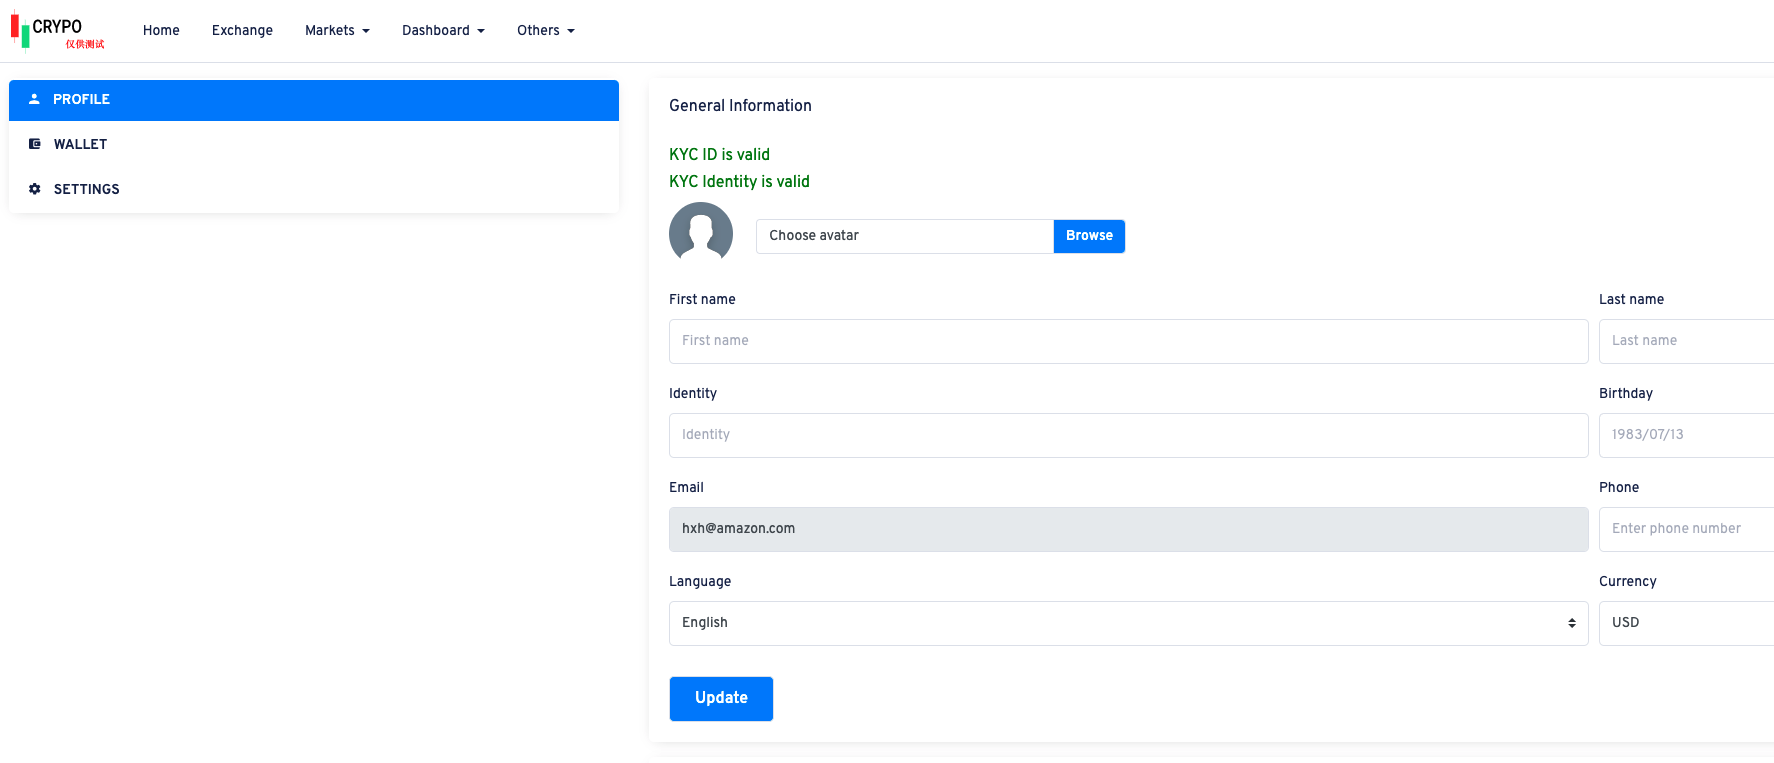 CRYPO
仅供测试
Home Exchange Markets Dashboard Others
PROFILE
WALLET
SETTINGS
General Information
KYC ID is valid
KYC Identity is valid
Choose avatar Browse
First name Last name
First name Last name
Identity Birthday
Identity 1983/07/13
Email Phone
hxh@amazon.com Enter phone number
Language Currency
English USD
Update